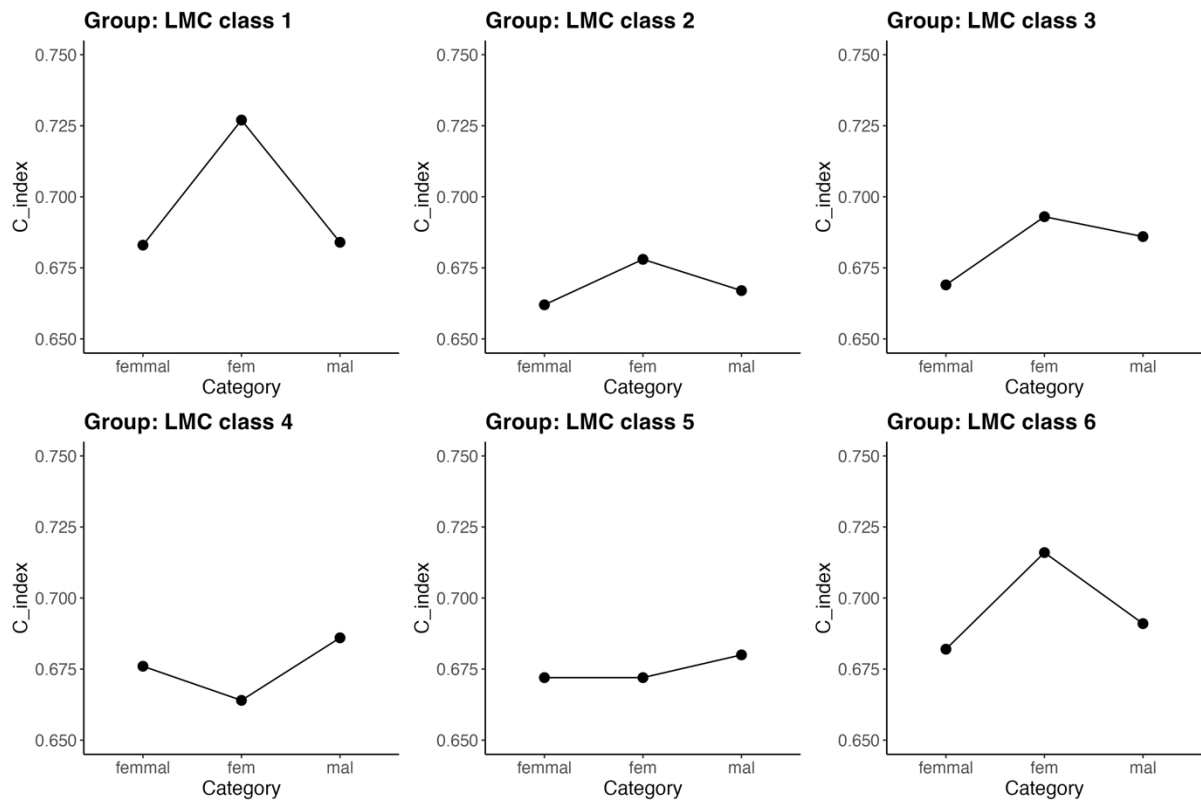 Group: LMC class 1
0.750
0.725
0.700
0.675
0.650
C_index
femmal fem mal
Category
Group: LMC class 2
0.750
0.725
0.700
0.675
0.650
C_index
femmal fem mal
Category
Group: LMC class 3
0.750
0.725
0.700
0.675
0.650
C_index
femmal fem mal
Category
Group: LMC class 4
0.750
0.725
0.700
0.675
0.650
C_index
femmal fem mal
Category
Group: LMC class 5
0.750
0.725
0.700
0.675
0.650
C_index
femmal fem mal
Category
Group: LMC class 6
0.750
0.725
0.700
0.675
0.650
C_index
femmal fem mal
Category